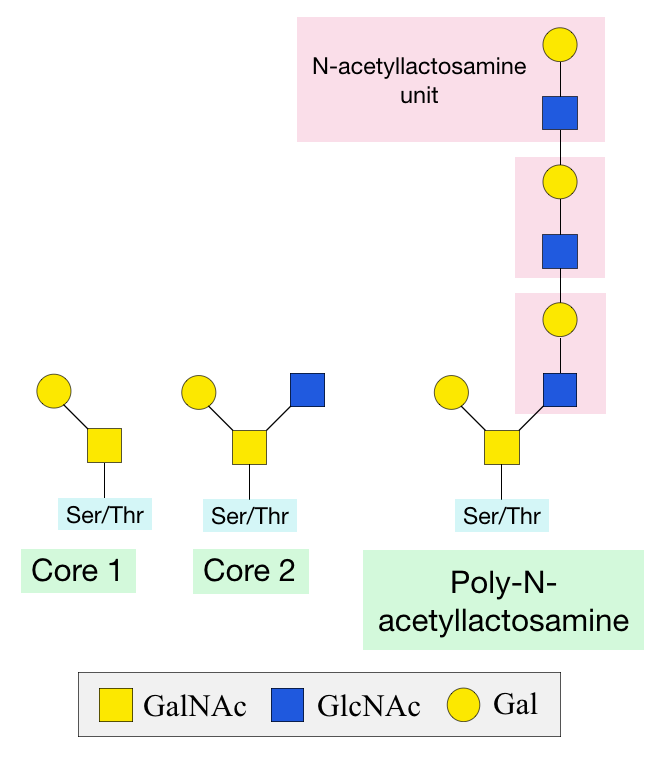 N-acetyllactosamine
unit
Ser/Thr
Ser/Thr
Ser/Thr
Core 1
Core 2
Poly-N-
acetyllactosamine
GalNAc
GlcNAc
Gal